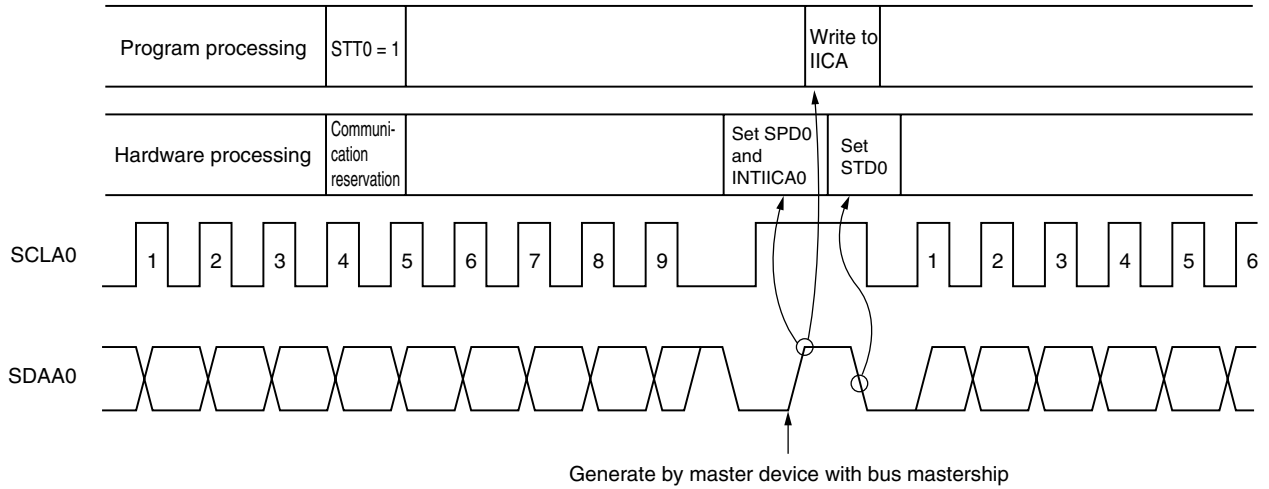 Program processing
STT0 = 1
Write to
IICA
Hardware processing
Communi-
cation
reservation
Set SPD0
and
INTIICA0
Set
STD0
SCLA0
1 2 3 4 5 6 7 8 9 1 2 3 4 5 6
SDAA0
Generate by master device with bus mastership